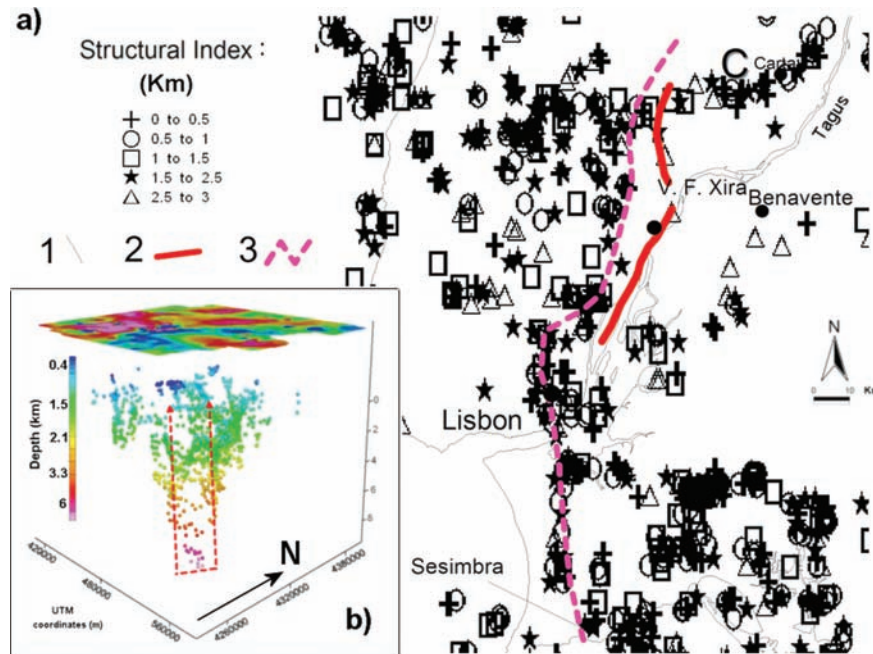 a)
Structural Index :
(Km)
0 to 0.5
0.5 to 1
1 to 1.5
1.5 to 2.5
2.5 to 3
1 2 3
C
Tagus
V. F. Xira
Benavente
N
0 10
Lisbon
Sesimbra
0.4
1.5
2.1
3.3
6
Depth (km)
0
2
4
6
8
N
420000
480000
560000
UTM
coordinates (m)
4260000
4320000
4380000
b)